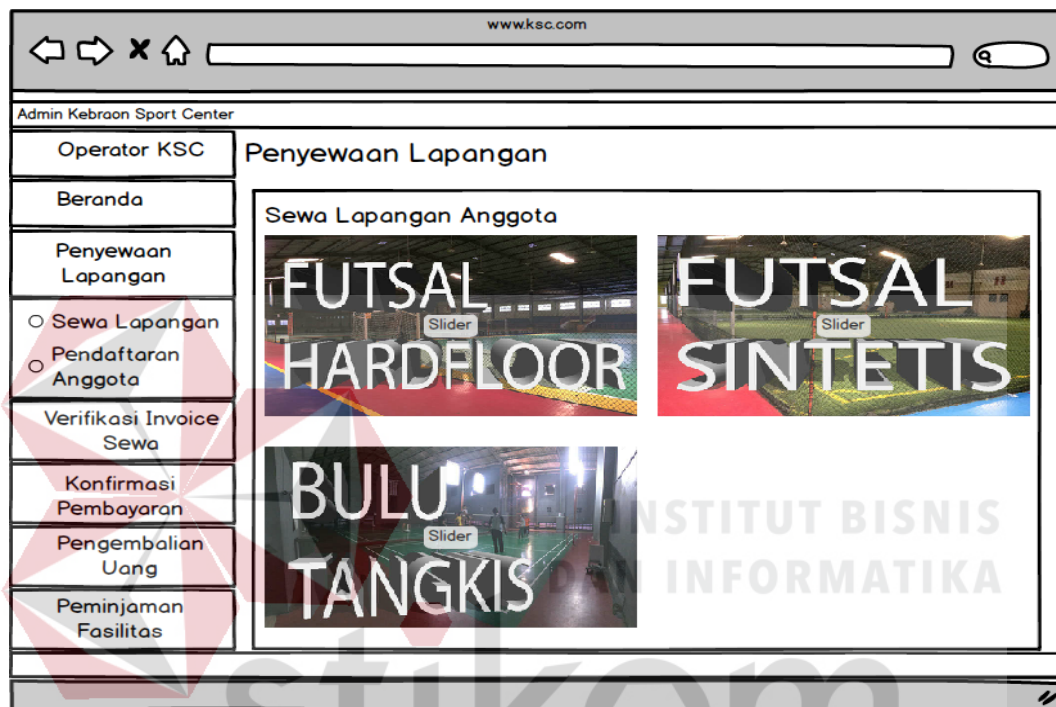 www.ksc.com
Admin Kebraon Sport Center
Operator KSC
Beranda
Penyewaan
Lapangan
Sewa Lapangan
Pendaftaran
Anggota
Verifikasi Invoice
Sewa
Konfirmasi
Pembayaran
Pengembalian
Uang
Peminjaman
Fasilitas
Penyewaan Lapangan
Sewa Lapangan Anggota
FUTSAL
Slider
HARDFLOOR
FUTSAL
Slider
SINTETIS
BULU
Slider
TANGKIS
INSTITUT BISNIS
DAN INFORMATIKA
stikom